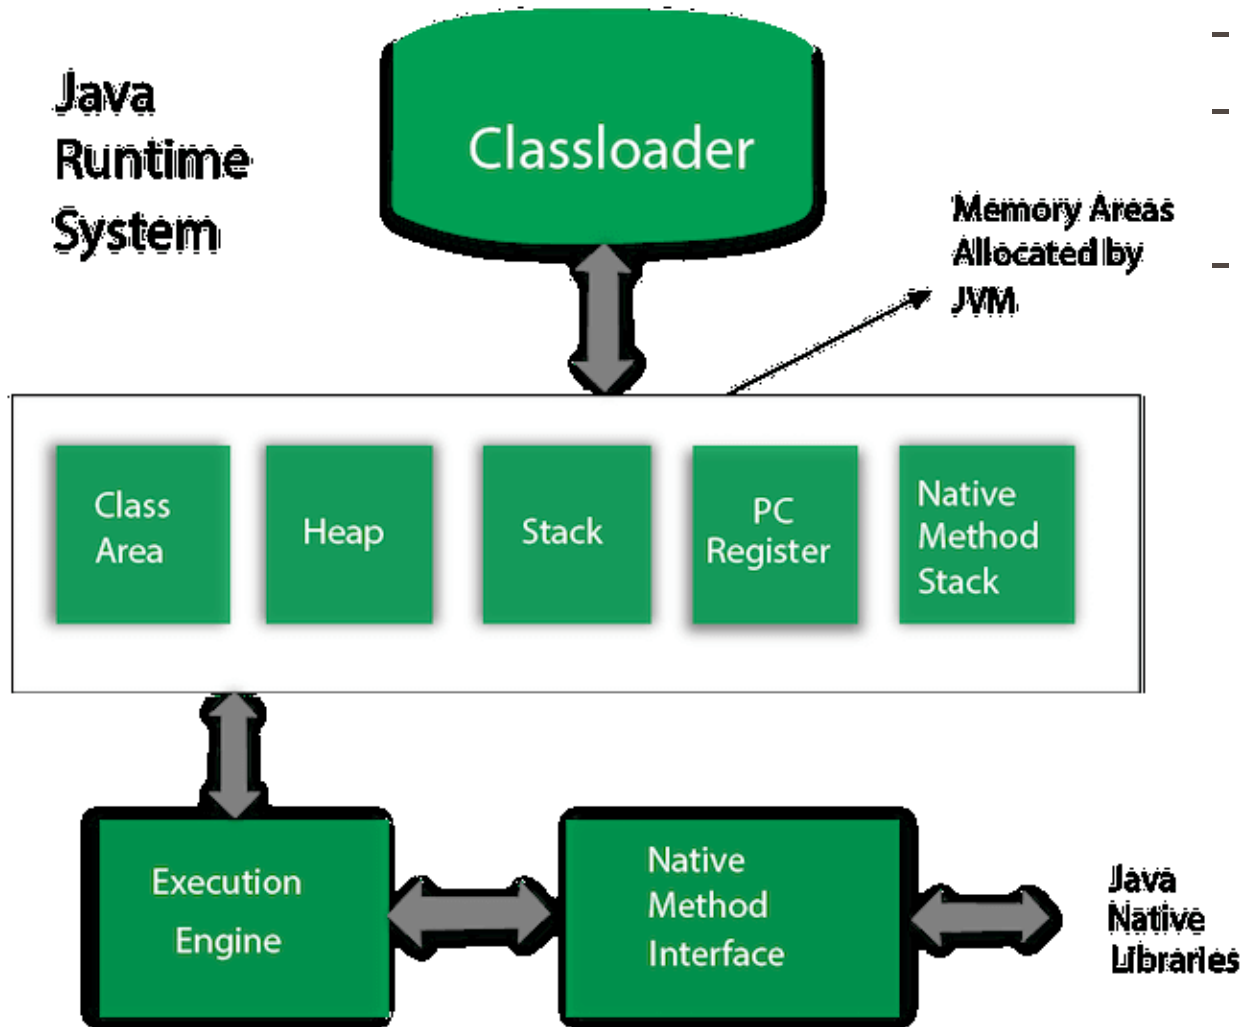 Java
Runtime
System
Classloader
Memory Areas
Allocated by
JVM
Class
Area
Heap
Stack
PC
Register
Native
Method
Stack
Execution
Engine
Native
Method
Interface
Java
Native
Libraries